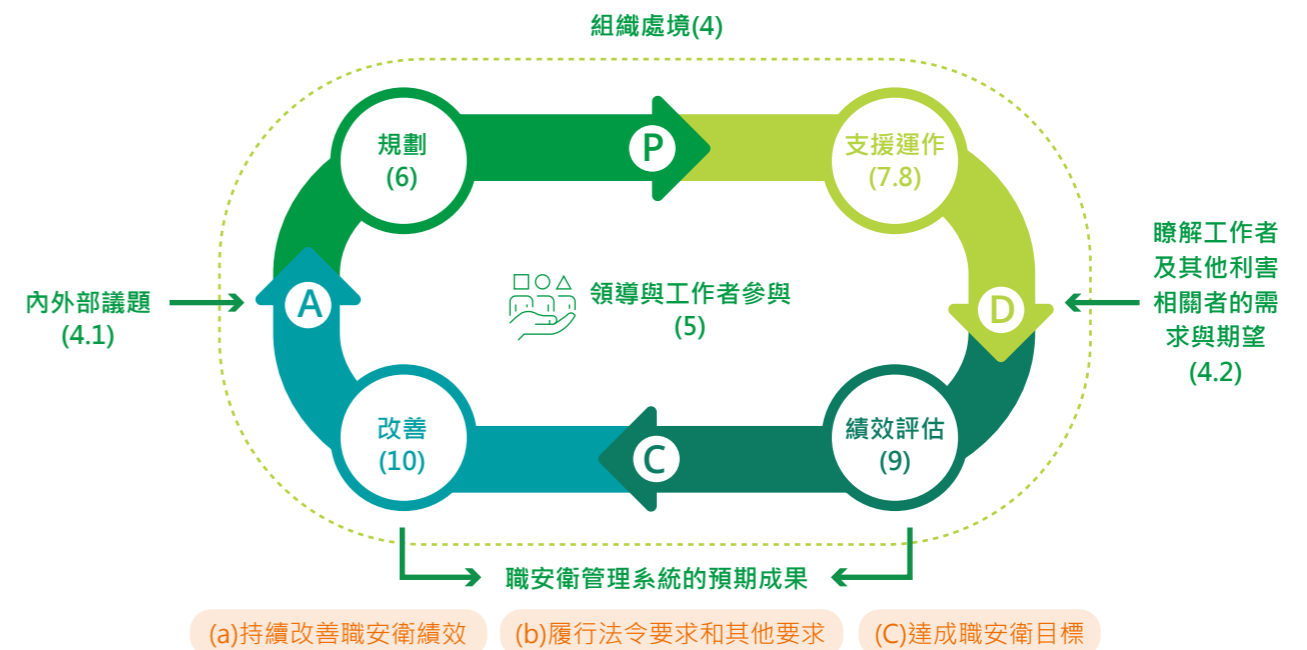 組織處境(4)
規劃
(6)
P
支援運作
(7.8)
內外部議題
(4.1)
A
領導與工作者參與
(5)
D
瞭解工作者
及其他利害
相關者的需
求與期望
(4.2)
改善
(10)
C
績效評估
(9)
職安衛管理系統的預期成果
(a)持續改善職安衛績效
(b)履行法令要求和其他要求
(C)達成職安衛目標